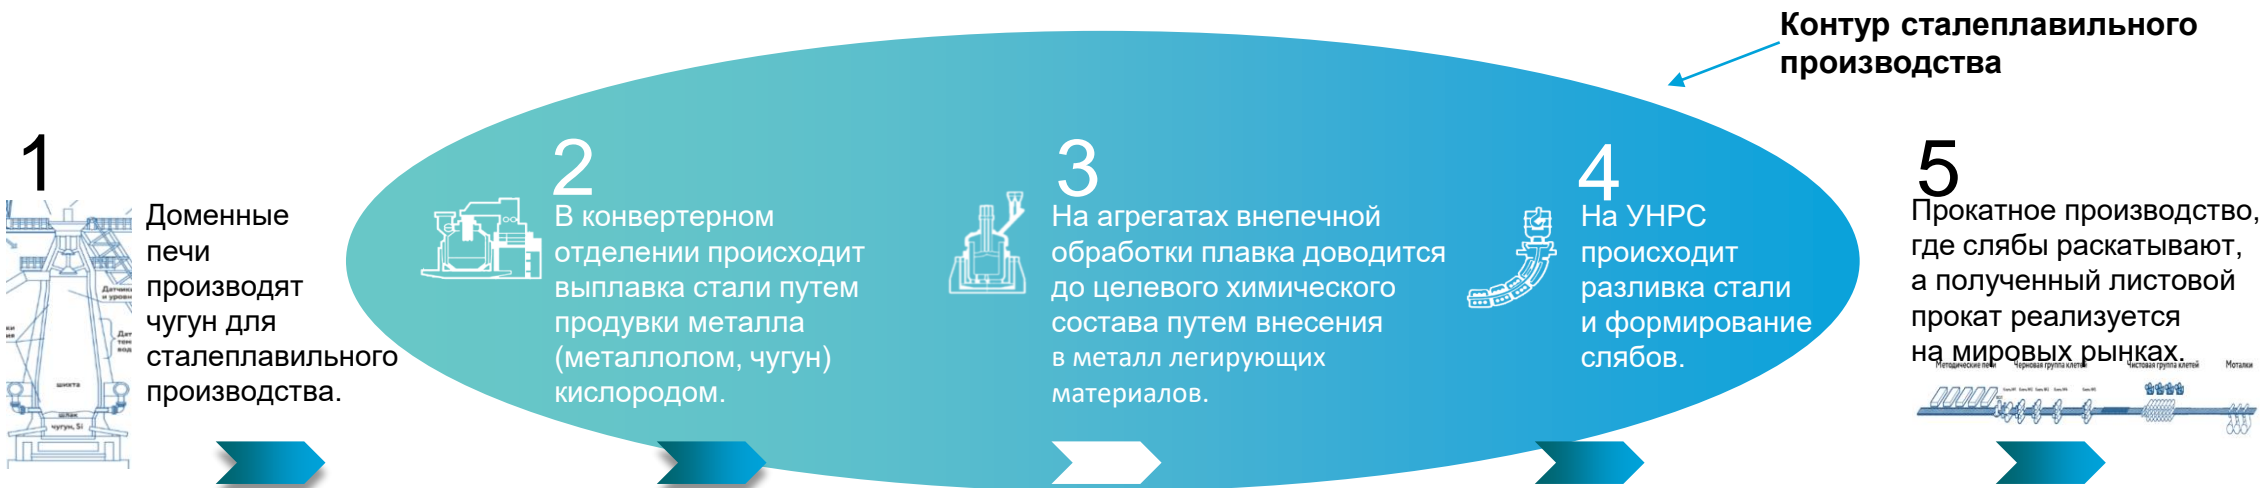 Контур сталеплавильного
производства
1
Доменные
печи
производят
чугун для
сталеплавильного
производства.
шихта
шлак
чугун, Si
2
В конвертерном
отделении происходит
выплавка стали путем
продувки металла
(металлолом, чугун)
кислородом.
3
На агрегатах внепечной
обработки плавка доводится
до целевого химического
состава путем внесения
в металл легирующих
материалов.
4
На УНРС
происходит
разливка стали
и формирование
слябов.
5
Прокатное производство,
где слябы раскатывают,
а полученный листовой
прокат реализуется
на мировых рынках.
Методические печи
Черновая группа клетей
Чистовая группа клетей
Моталки